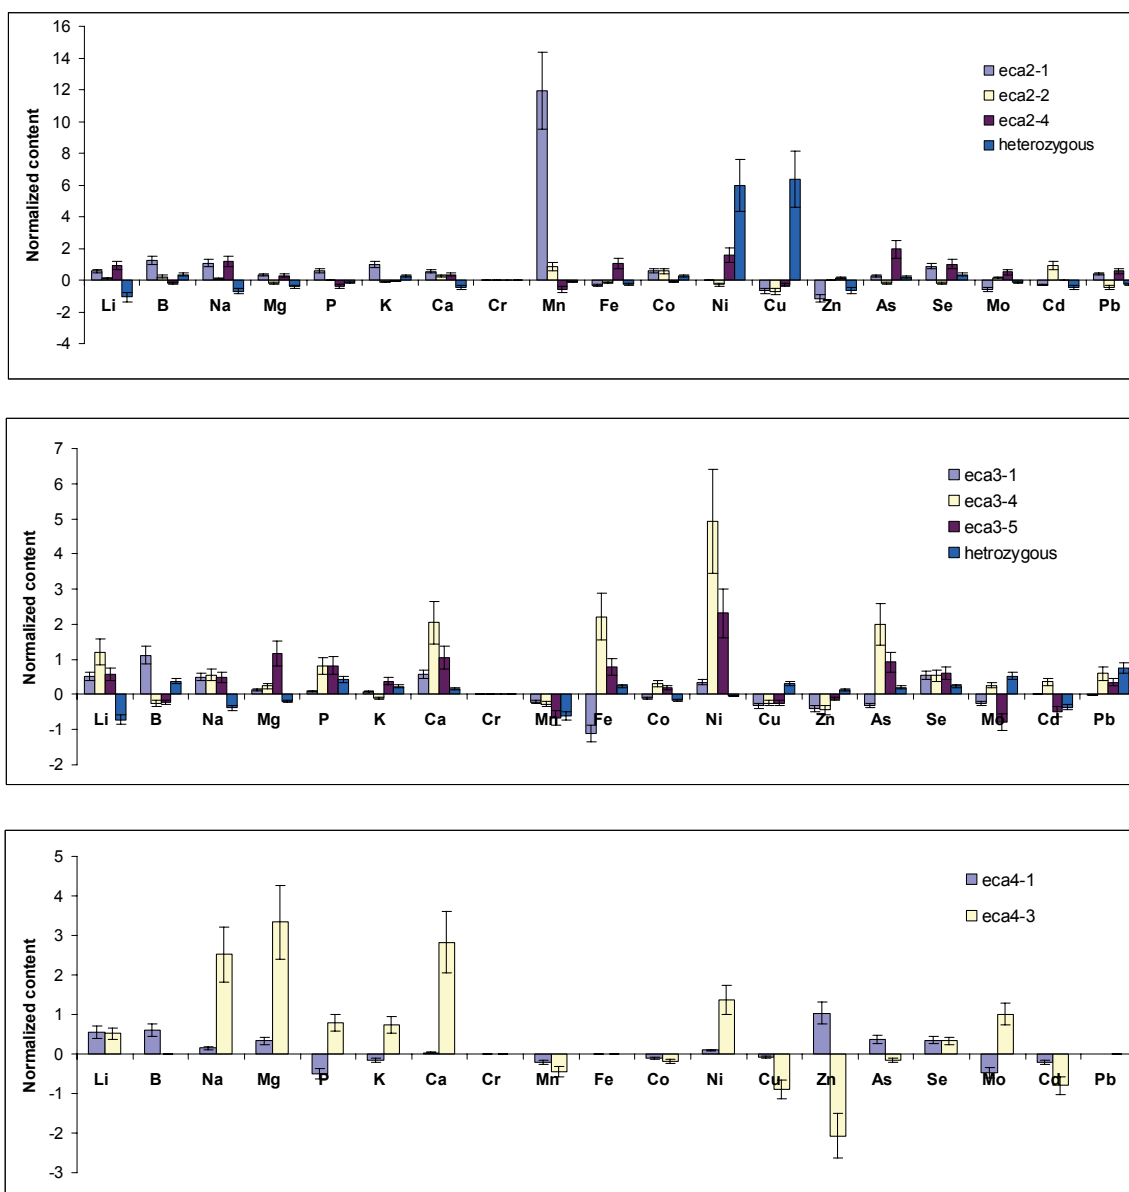 16
14
12
10
8
6
4
2
0
-2
-4
Normalized content
eca2-1
eca2-2
eca2-4
heterozygous
Li B Na Mg P K Ca Cr Mn Fe Co Ni Cu Zn As Se Mo Cd Pb
7
6
5
4
3
2
1
0
-1
-2
Normalized content
eca3-1
eca3-4
eca3-5
hetrozygous
Li B Na Mg P K Ca Cr Mn Fe Co Ni Cu Zn As Se Mo Cd Pb
5
4
3
2
1
0
-1
-2
-3
Normalized content
eca4-1
eca4-3
Li B Na Mg P K Ca Cr Mn Fe Co Ni Cu Zn As Se Mo Cd Pb